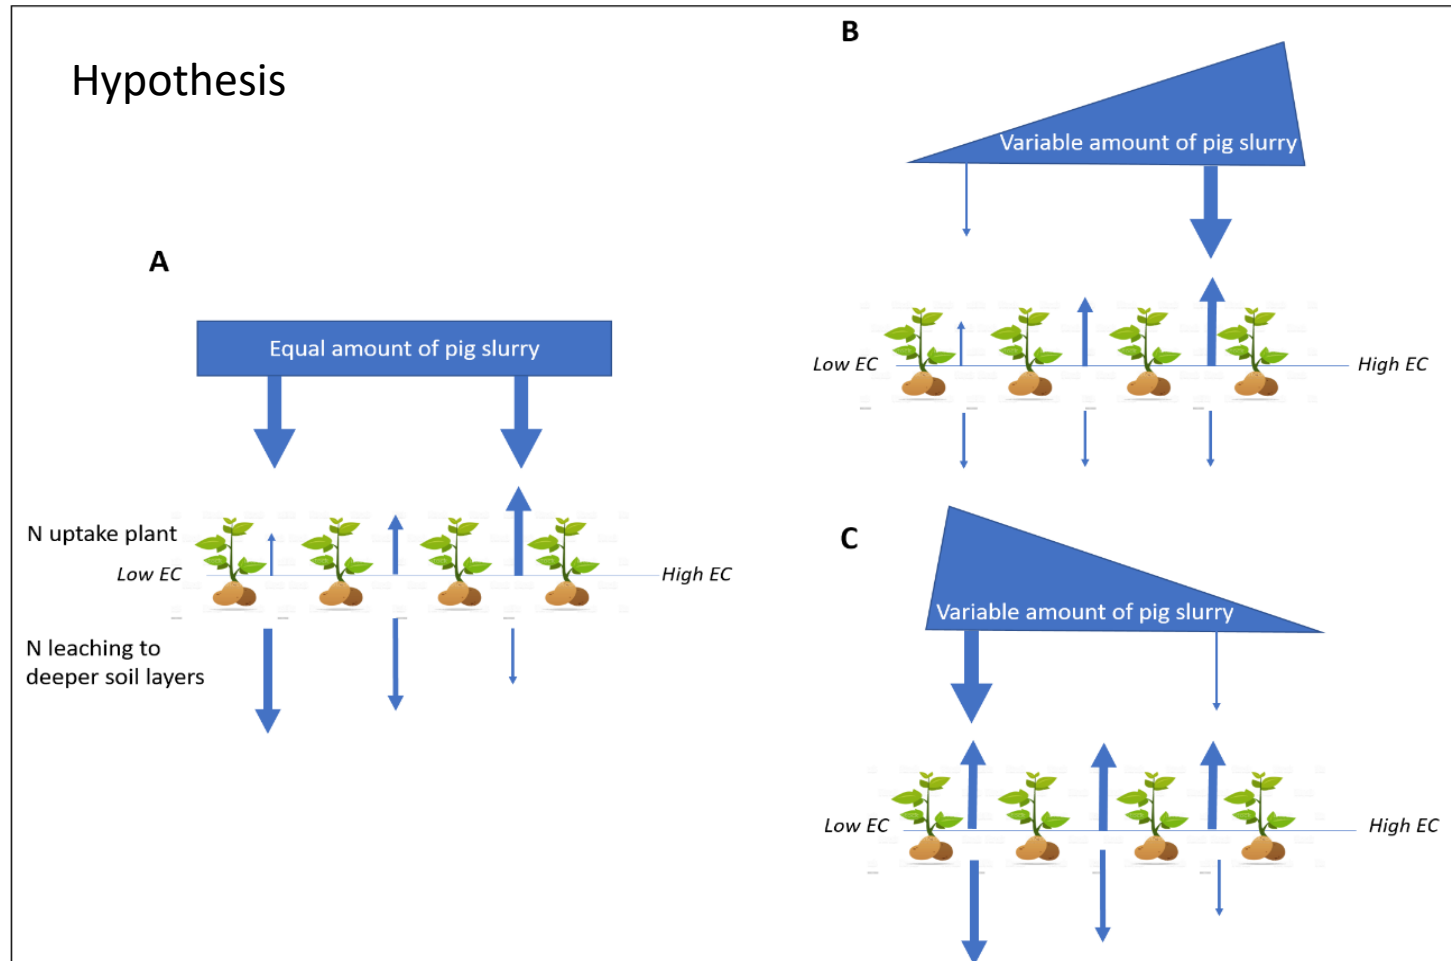 Hypothesis
A
Equal amount of pig slurry
N uptake plant
Low EC
High EC
N leaching to
deeper soil layers
B
Variable amount of pig slurry
Low EC
High EC
C
Variable amount of pig slurry
Low EC
High EC